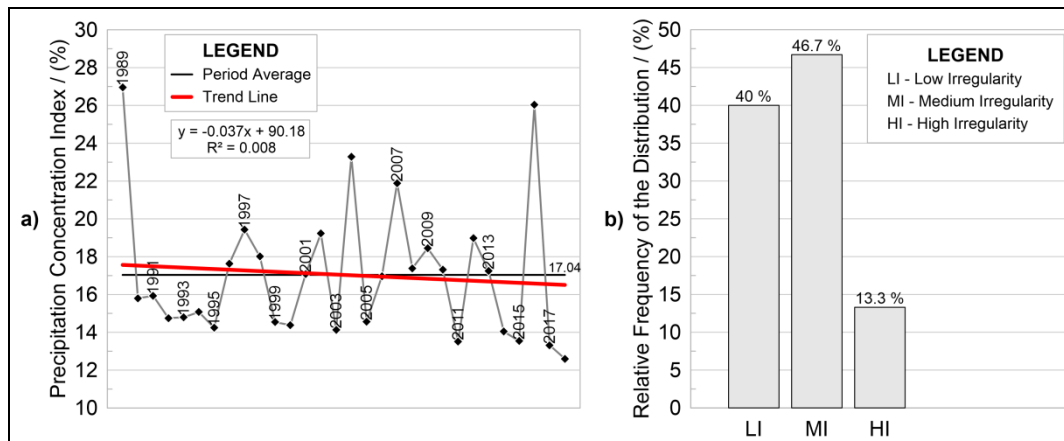 a)
Precipitation Concentration Index / (%)
30
28
26
24
22
20
18
16
14
12
10
LEGEND
Period Average
Trend Line
y = -0.037x + 90.18
R² = 0.008
1989
1991
1993
1995
1997
1999
2001
2003
2005
2007
2009
2011
2013
2015
2017
17.04
b)
Relative Frequency of the Distribution / (%)
50
45
40
35
30
25
20
15
10
5
0
40 %
46.7 %
13.3 %
LEGEND
LI - Low Irregularity
MI - Medium Irregularity
HI - High Irregularity
LI MI HI